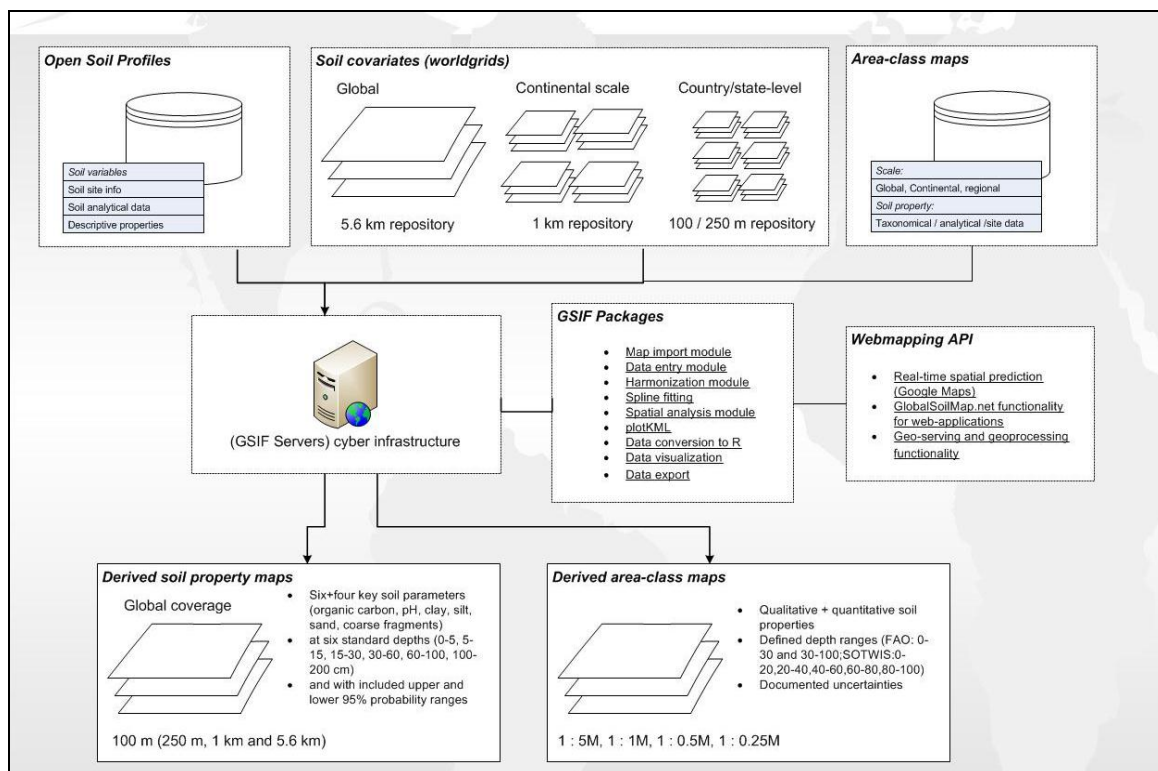 Open Soil Profiles
Soil variables
Soil site info
Soil analytical data
Descriptive properties
Soil covariates (worldgrids)
Global
Continental scale
Country/state-level
5.6 km repository
1 km repository
100 / 250 m repository
Area-class maps
Scale:
Global, Continental, regional
Soil property:
Taxonomical / analytical /site data
(GSIF Servers) cyber infrastructure
GSIF Packages
• Map import module
• Data entry module
• Harmonization module
• Spline fitting
• Spatial analysis module
• plotKML
• Data conversion to R
• Data visualization
• Data export
Webmapping API
• Real-time spatial prediction
(Google Maps)
• GlobalSoilMap.net functionality
for web-applications
• Geo-serving and geoprocessing
functionality
Derived soil property maps
Global coverage
• Six+four key soil parameters
(organic carbon, pH, clay, silt,
sand, coarse fragments)
• at six standard depths (0-5, 5-
15, 15-30, 30-60, 60-100, 100-
200 cm)
• and with included upper and
lower 95% probability ranges
100 m (250 m, 1 km and 5.6 km)
Derived area-class maps
• Qualitative + quantitative soil
properties
• Defined depth ranges (FAO: 0-
30 and 30-100;SOTWIS:0-
20,20-40,40-60,60-80,80-100)
• Documented uncertainties
1 : 5M, 1 : 1M, 1 : 0.5M, 1 : 0.25M